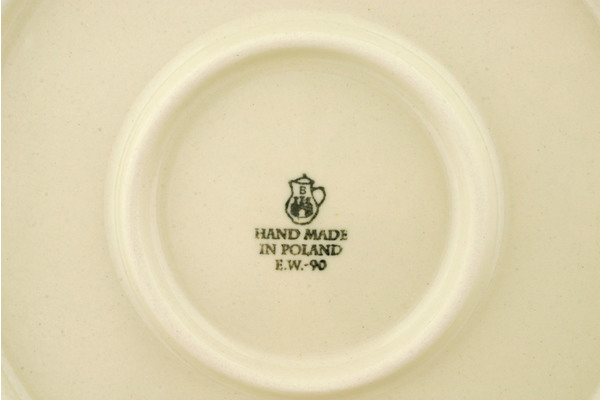 B
HAND MADE
IN POLAND
E.W.-90